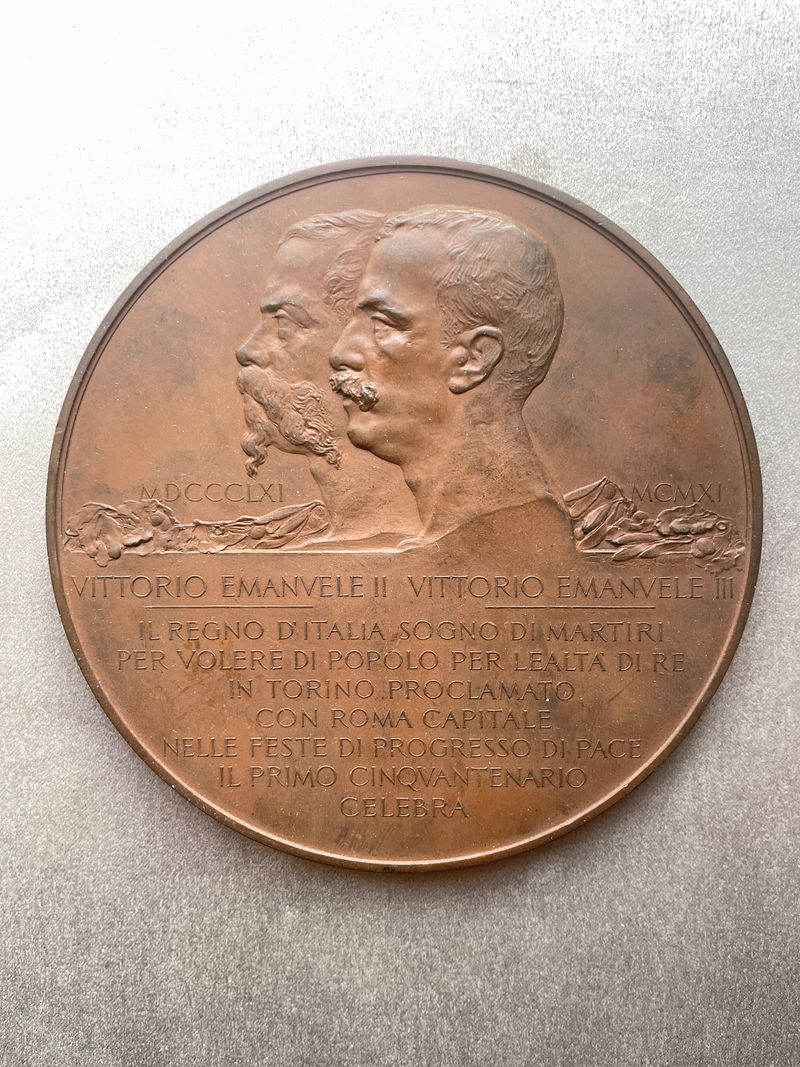 MDCCCLXI MCMXI
VITTORIO EMANVELE II VITTORIO EMANVELE III
IL REGNO D'ITALIA SOGNO DI MARTIRI
PER VOLERE DI POPOLO PER LEALTA' DI RE
IN TORINO PROCLAMATO
CON ROMA CAPITALE
NELLE FESTE DI PROGRESSO DI PACE
IL PRIMO CINQVANTENARIO
CELEBRA